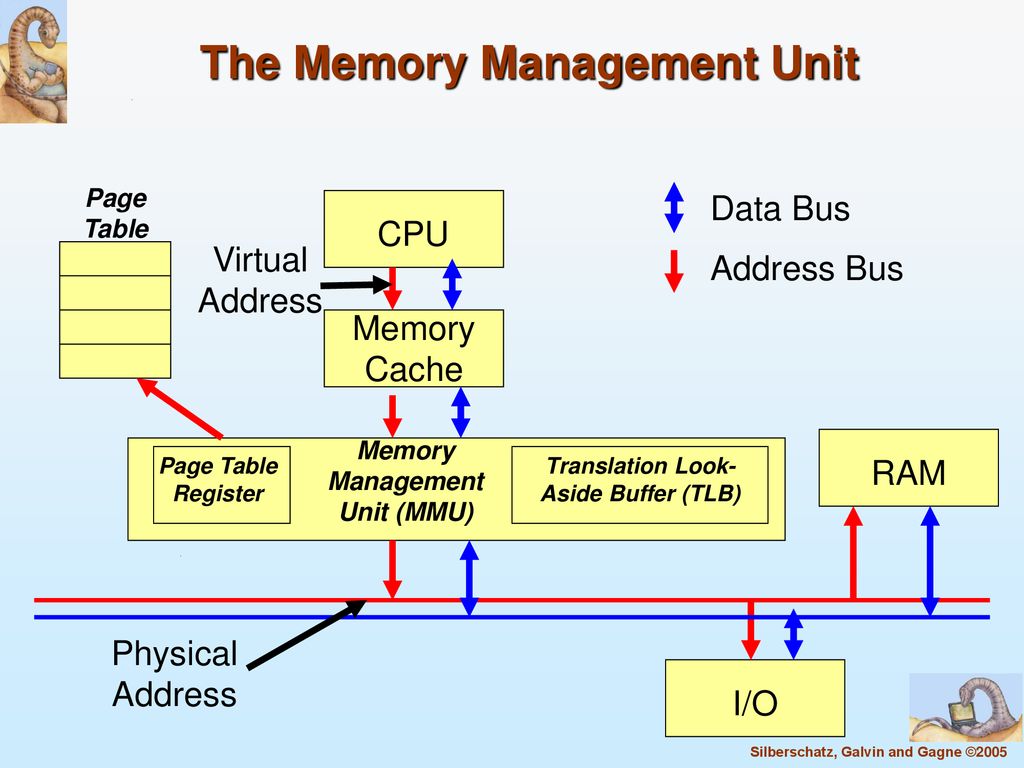 The Memory Management Unit
Page
Table
CPU
Virtual
Address
Data Bus
Address Bus
Memory
Cache
Page Table
Register
Memory
Management
Unit (MMU)
Translation Look-
Aside Buffer (TLB)
RAM
Physical
Address
I/O
Silberschatz, Galvin and Gagne ©2005